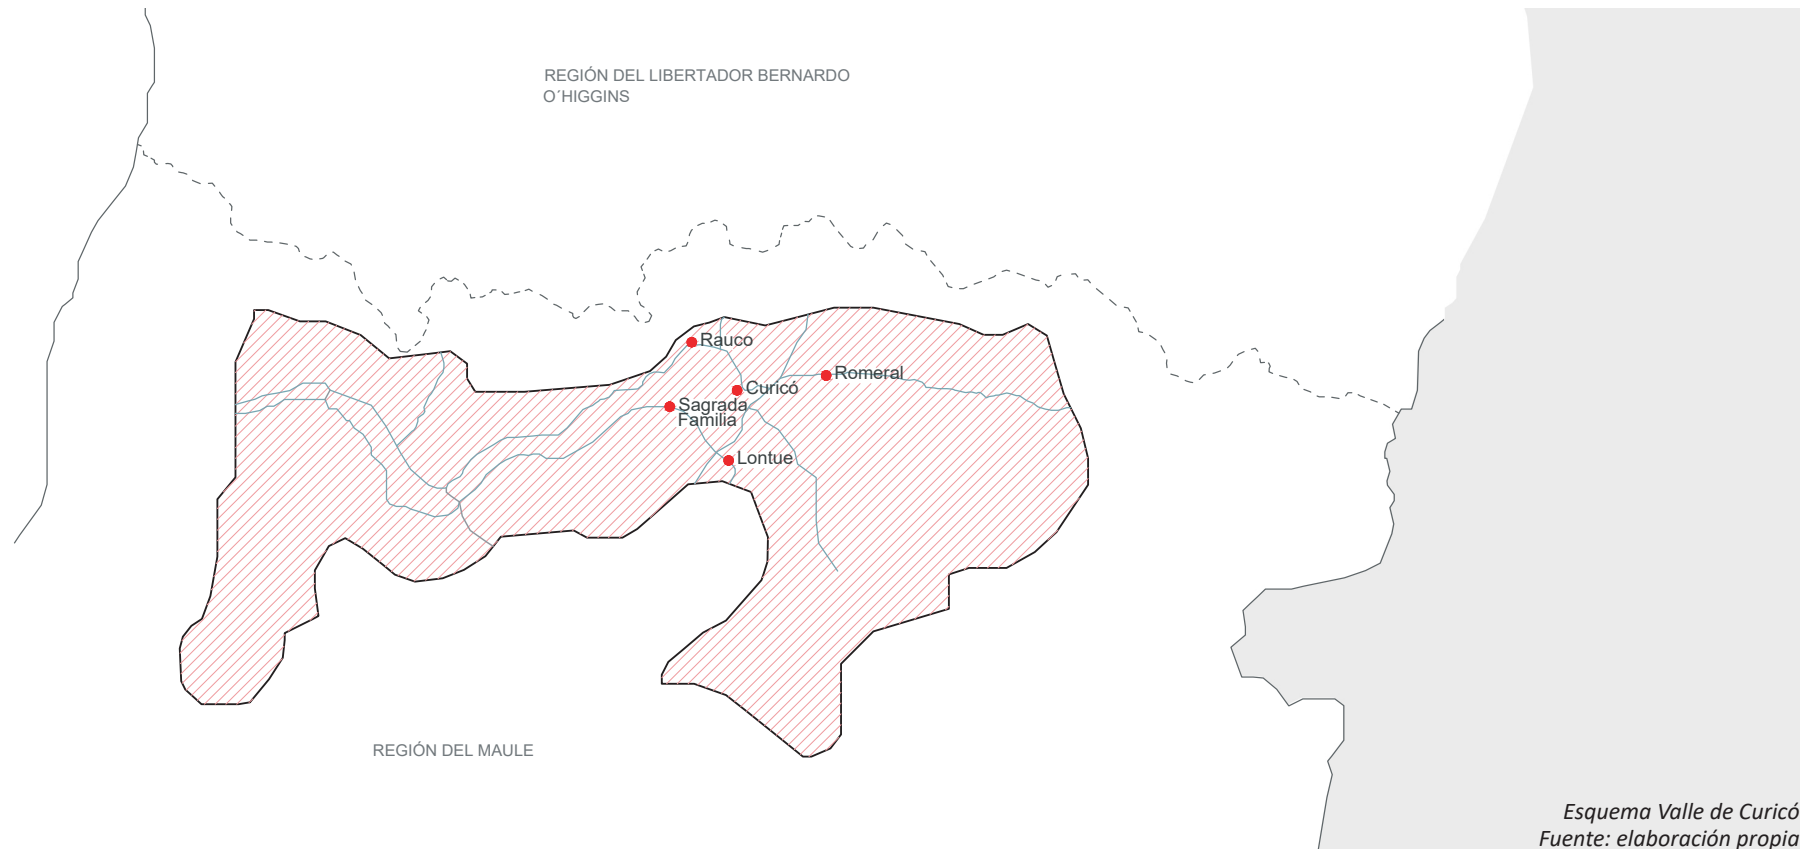 REGIÓN DEL LIBERTADOR BERNARDO
O´HIGGINS
Rauco
Romeral
Curicó
Sagrada
Familia
Lontue
REGIÓN DEL MAULE
Esquema Valle de Curicó
Fuente: elaboración propia